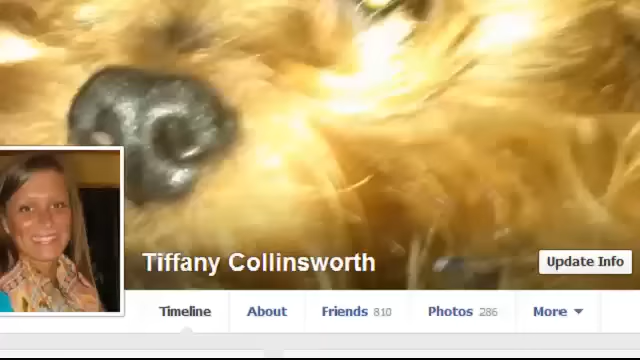 Tiffany Collinsworth
Update Info
Timeline About Friends 810 Photos 286 More